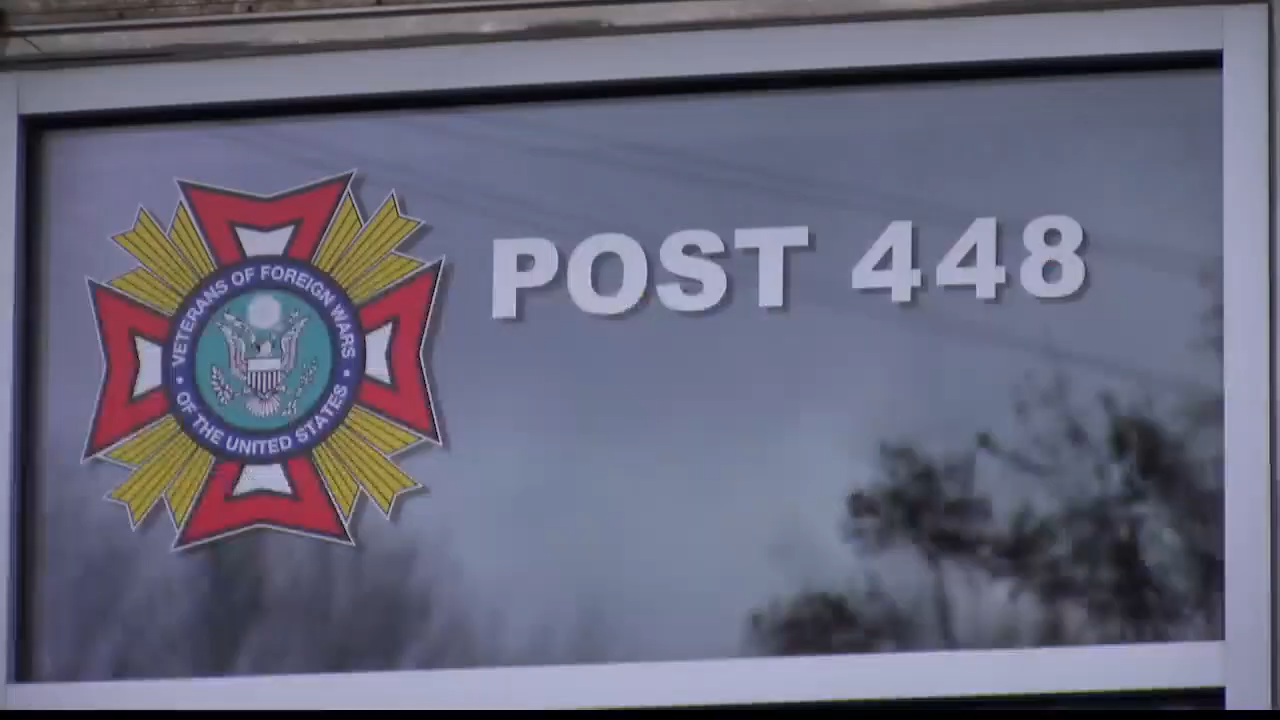 VETERANS OF FOREIGN WARS
OF THE UNITED STATES
POST 448